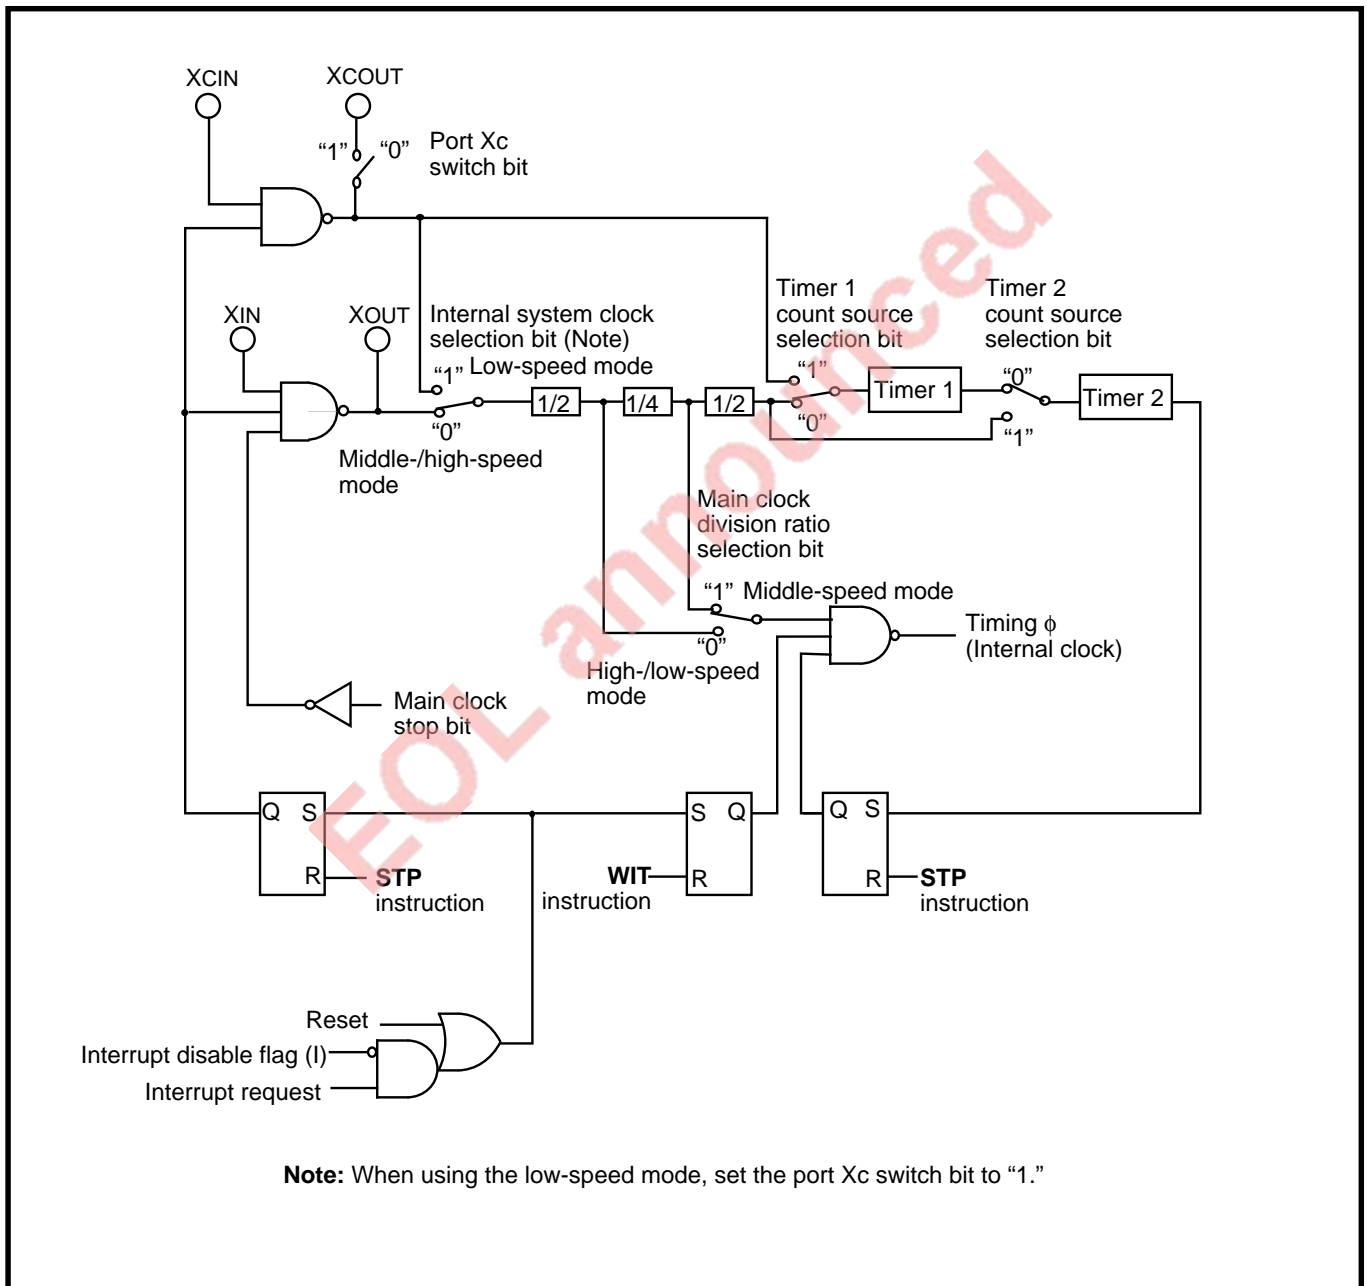 XCIN
XCOUT
“1”
“0”
Port Xc
switch bit
XIN
XOUT
Internal system clock
selection bit (Note)
“1”
Low-speed mode
“0”
Middle-/high-speed
mode
1/2
1/4
1/2
Timer 1
count source
selection bit
“1”
“0”
Timer 1
Timer 2
count source
selection bit
“0”
“1”
Timer 2
Main clock
division ratio
selection bit
“1”
Middle-speed mode
“0”
High-/low-speed
mode
Timing ϕ
(Internal clock)
Main clock
stop bit
Q S
R
STP
instruction
S Q
R
WIT
instruction
Q S
R
STP
instruction
Reset
Interrupt disable flag (I)
Interrupt request
Note: When using the low-speed mode, set the port Xc switch bit to “1.”
EOL announced